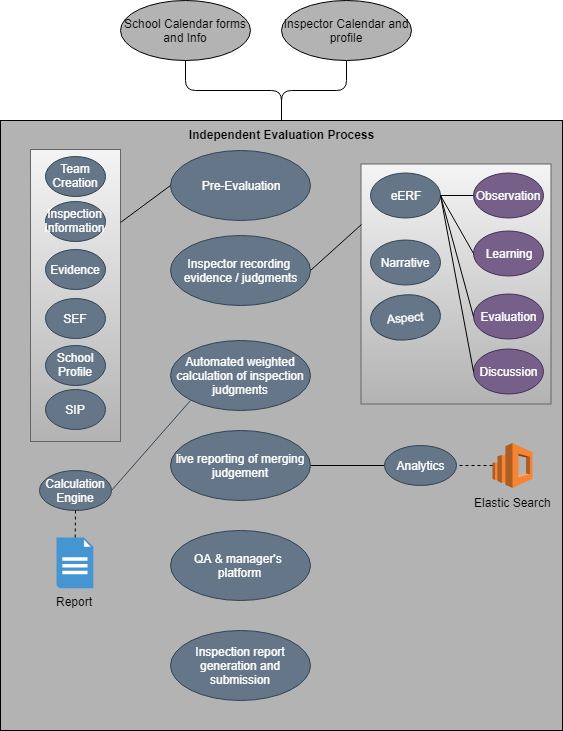 School Calendar forms
and Info
Inspector Calendar and
profile
Independent Evaluation Process
Team
Creation
Inspection
Information
Evidence
SEF
School
Profile
SIP
Pre-Evaluation
Inspector recording
evidence / judgments
eERF
Narrative
Aspect
Observation
Learning
Evaluation
Discussion
Automated weighted
calculation of inspection
judgments
live reporting of merging
judgement
Analytics
Elastic Search
Calculation
Engine
Report
QA & manager's
platform
Inspection report
generation and
submission